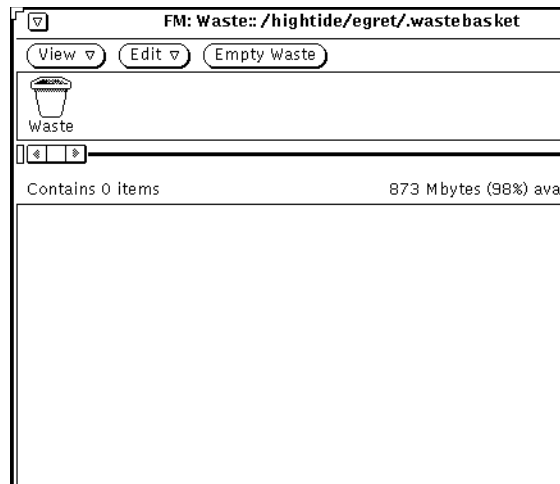 FM: Waste:: /hightide/egret/.wastebasket
View Edit Empty Waste
Waste
Contains 0 items 873 Mbytes (98%) ava